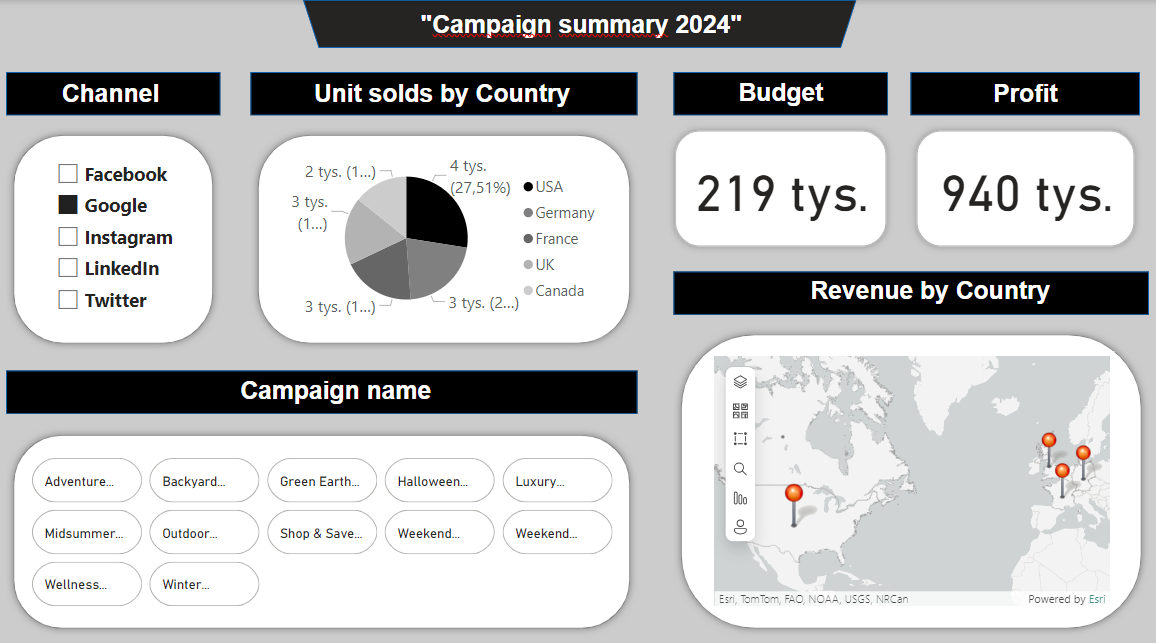 "Campaign summary 2024"
Channel
Facebook
Google
Instagram
LinkedIn
Twitter
Unit solds by Country
2 tys. (1...)
4 tys.
(27,51%)
3 tys.
(1...)
3 tys. (1...)
3 tys. (2...)
USA
Germany
France
UK
Canada
Budget
219 tys.
Profit
940 tys.
Campaign name
Adventure...
Backyard...
Green Earth...
Halloween...
Luxury...
Midsummer...
Outdoor...
Shop & Save...
Weekend...
Weekend...
Wellness...
Winter...
Revenue by Country
Esri, TomTom, FAO, NOAA, USGS, NRCan
Powered by Esri